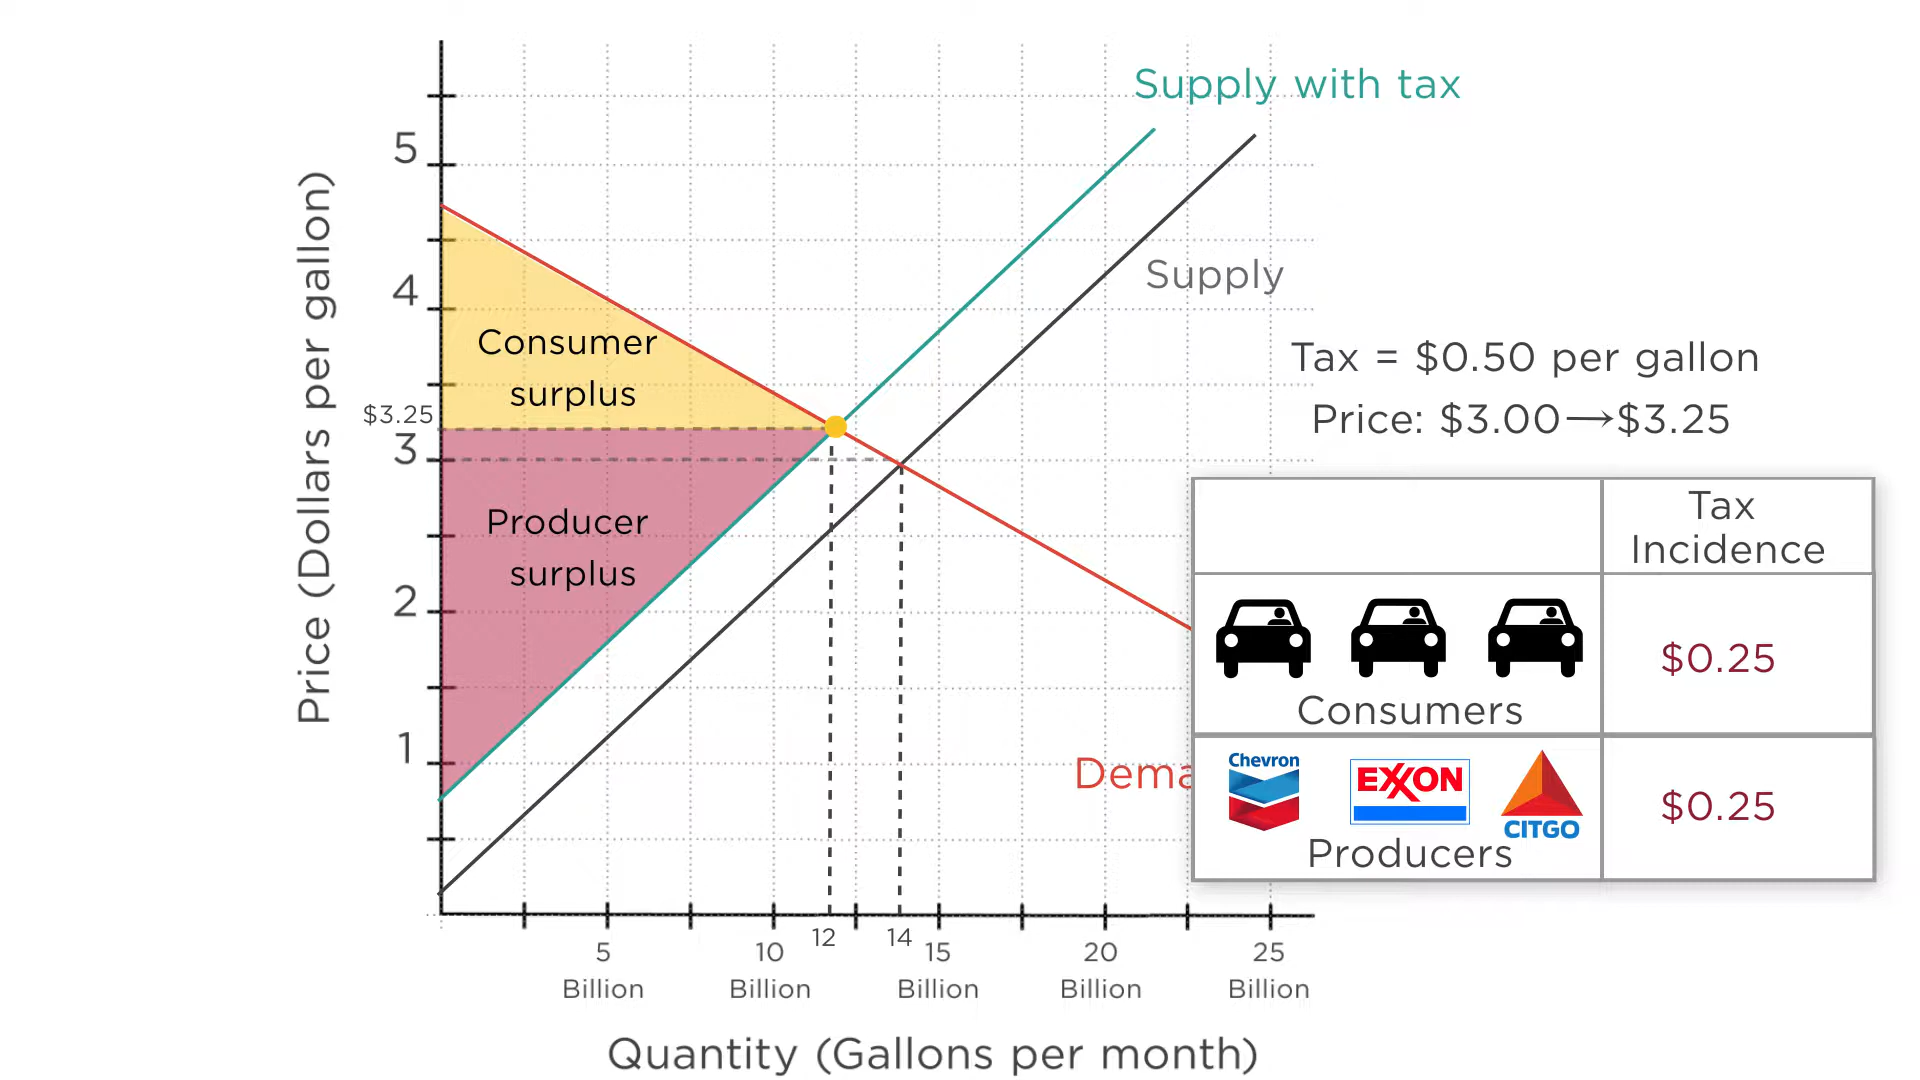 Supply with tax
5
Supply
4
Consumer
surplus
Tax = $0.50 per gallon
Price: $3.00→$3.25
$3.25
3
Price (Dollars per gallon)
Producer
surplus
2
1
Dema
Tax
Incidence
Consumers
$0.25
Chevron
EXXON
CITGO
Producers
$0.25
5
Billion
10
Billion
12
14
15
Billion
20
Billion
25
Billion
Quantity (Gallons per month)